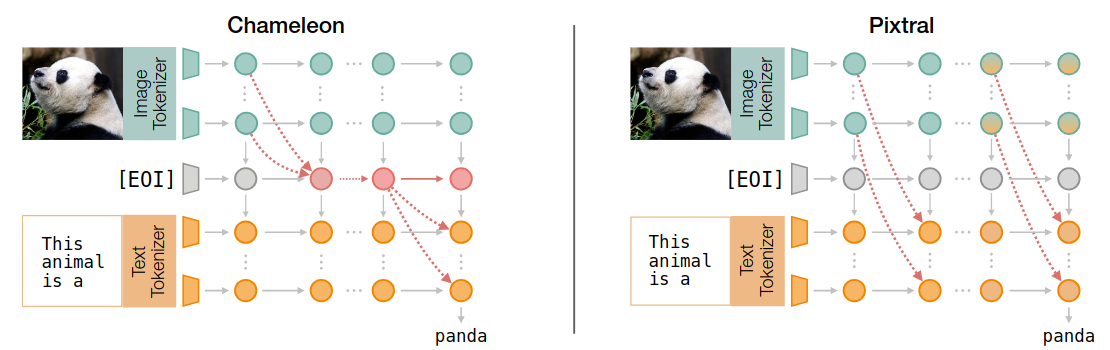 Chameleon
Image
Tokenizer
[EOI]
This
animal
is a
Text
Tokenizer
panda
Pixtral
Image
Tokenizer
[EOI]
This
animal
is a
Text
Tokenizer
panda